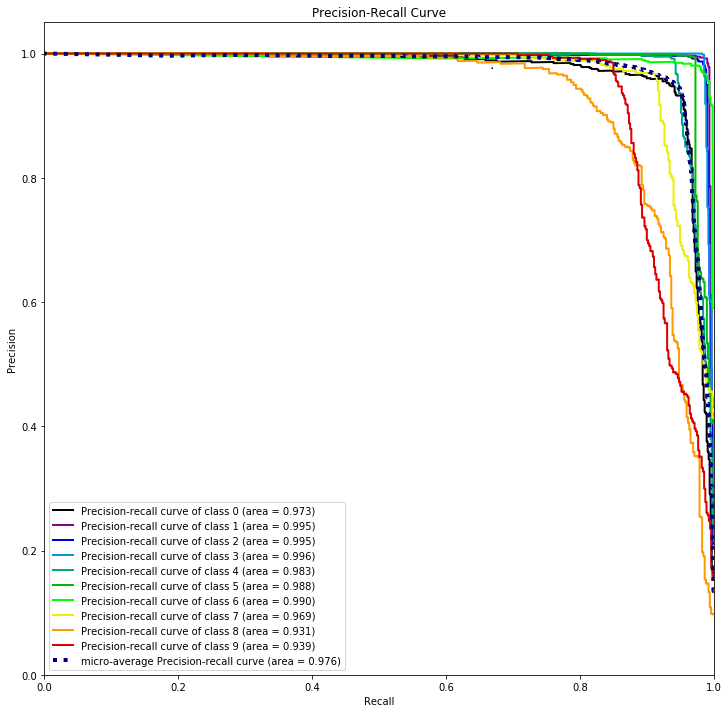 Precision-Recall Curve
1.0
0.8
0.6
0.4
0.2
0.0
Precision
Precision-recall curve of class 0 (area = 0.973)
Precision-recall curve of class 1 (area = 0.995)
Precision-recall curve of class 2 (area = 0.995)
Precision-recall curve of class 3 (area = 0.996)
Precision-recall curve of class 4 (area = 0.983)
Precision-recall curve of class 5 (area = 0.988)
Precision-recall curve of class 6 (area = 0.990)
Precision-recall curve of class 7 (area = 0.969)
Precision-recall curve of class 8 (area = 0.931)
Precision-recall curve of class 9 (area = 0.939)
micro-average Precision-recall curve (area = 0.976)
0.0 0.2 0.4 0.6 0.8 1.0
Recall